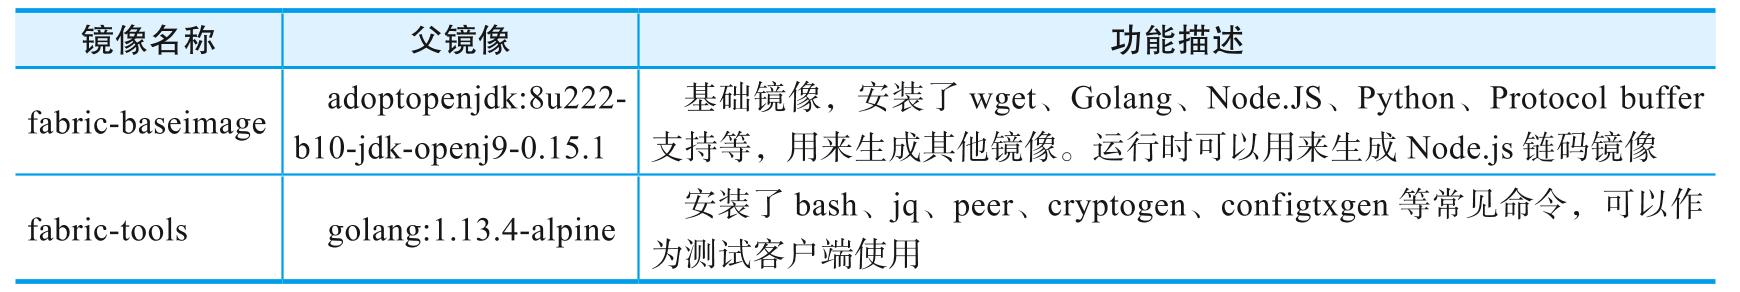 镜像名称 父镜像 功能描述
fabric-baseimage
adoptopenjdk:8u222-
b10-jdk-openj9-0.15.1
基础镜像，安装了 wget、Golang、Node.JS、Python、Protocol buffer
支持等，用来生成其他镜像。运行时可以用来生成 Node.js 链码镜像
fabric-tools
golang:1.13.4-alpine
安装了 bash、jq、peer、cryptogen、configtxgen 等常见命令，可以作
为测试客户端使用